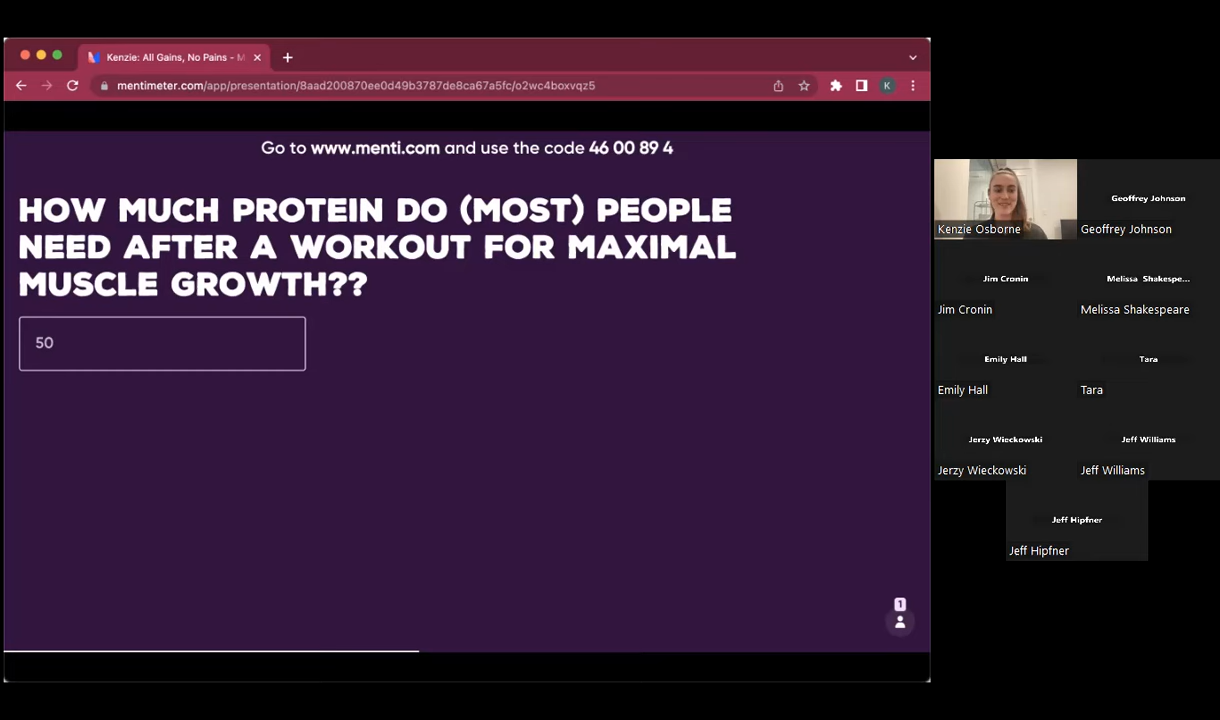 Kenzie: All Gains, No Pains - M
mentimeter.com/app/presentation/8aad200870ee0d49b3787de8ca67a5fc/o2wc4boxvqz5
K
Go to www.menti.com and use the code 46 00 89 4
HOW MUCH PROTEIN DO (MOST) PEOPLE
NEED AFTER A WORKOUT FOR MAXIMAL
MUSCLE GROWTH??
50
1
Kenzie Osborne
Geoffrey Johnson
Geoffrey Johnson
Jim Cronin
Jim Cronin
Melissa Shakespe...
Melissa Shakespeare
Emily Hall
Emily Hall
Tara
Tara
Jerzy Wieckowski
Jerzy Wieckowski
Jeff Williams
Jeff Williams
Jeff Hipfner
Jeff Hipfner